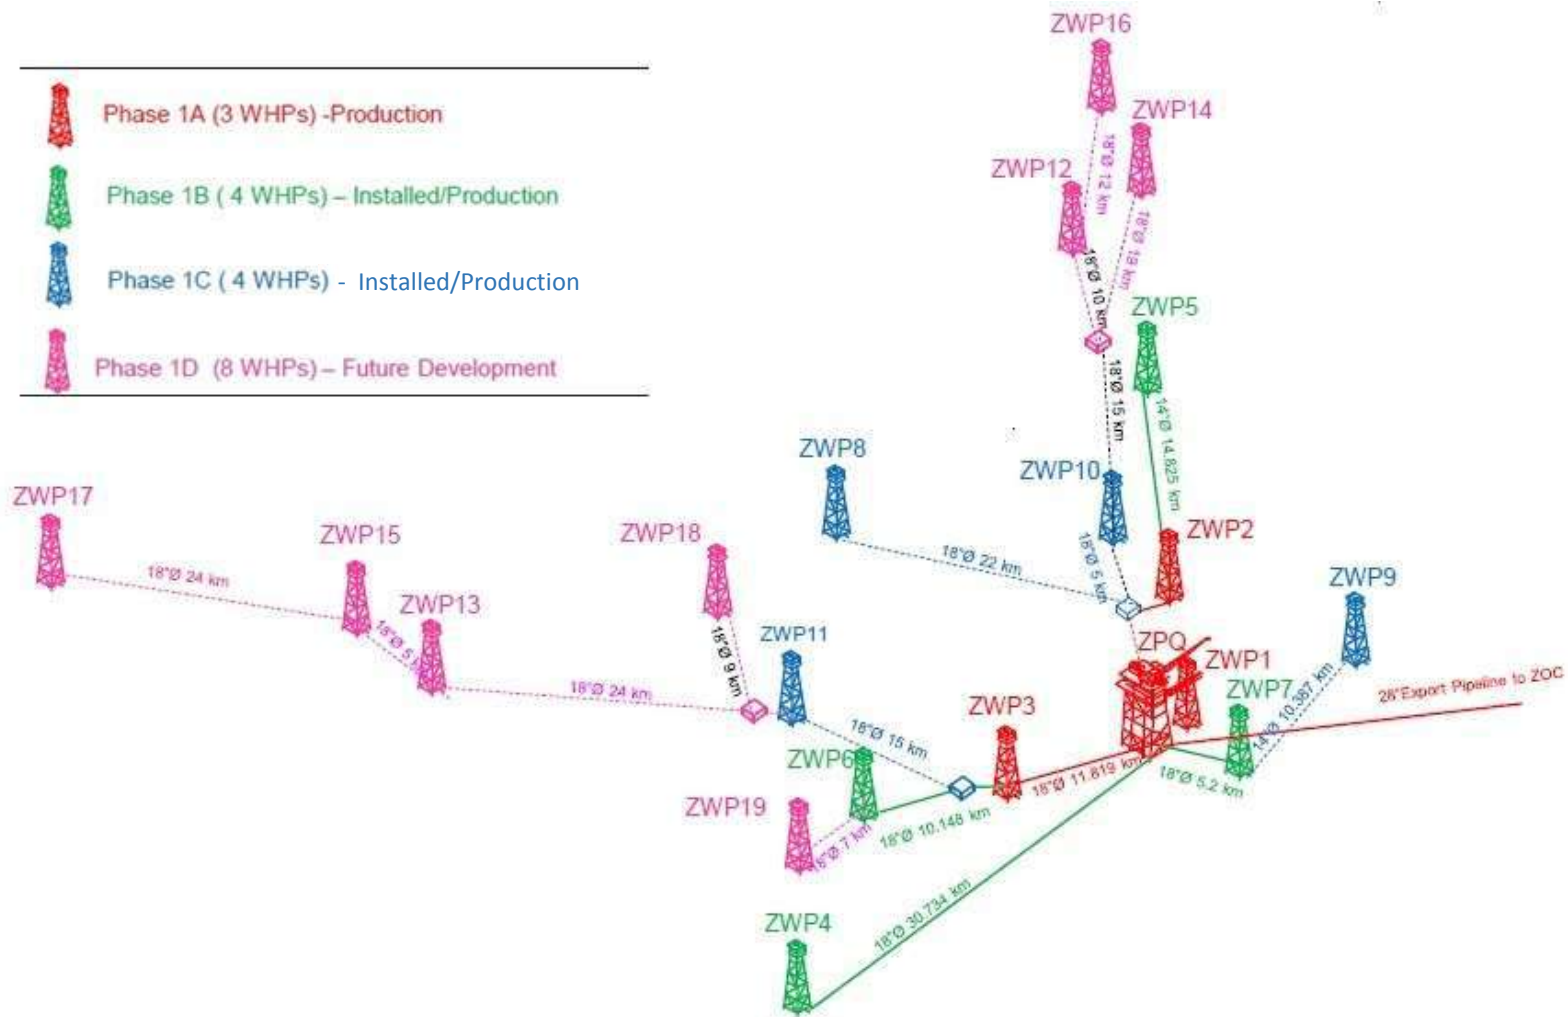 ZWP16
Phase 1A (3 WHPs) -Production
ZWP14
18"Ø 12 km
ZWP12
Phase 1B ( 4 WHPs) – Installed/Production
18"Ø 19 km
18"Ø 10 km
Phase 1C ( 4 WHPs) - Installed/Production
ZWP5
Phase 1D (8 WHPs) – Future Development
18"Ø 15 km
14"Ø 14.825 km
ZWP8
ZWP10
ZWP17
ZWP15
ZWP18
ZWP2
18"Ø 22 km
18"Ø 5 km
18"Ø 24 km
ZWP9
ZWP13
18"Ø 5
ZWP11
18"Ø 9 km
ZPQ
ZWP1
18"Ø 24 km
ZWP7
28"Export Pipeline to ZOC
14"Ø 10.387 km
ZWP3
18"Ø 15 km
ZWP6
18"Ø 11.819 km
18"Ø 5.2 km
ZWP19
18"Ø 7 km
18"Ø 10.148 km
18"Ø 30.734 km
ZWP4